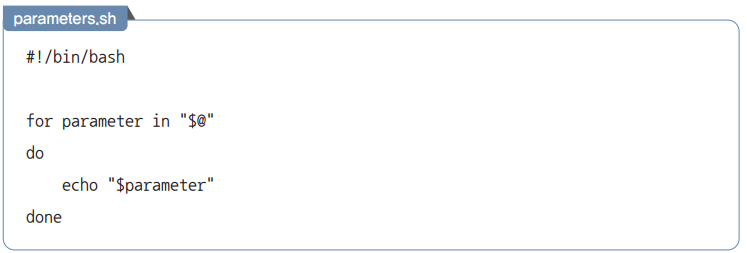 parameters.sh
#!/bin/bash
for parameter in "$@"
do
    echo "$parameter"
done